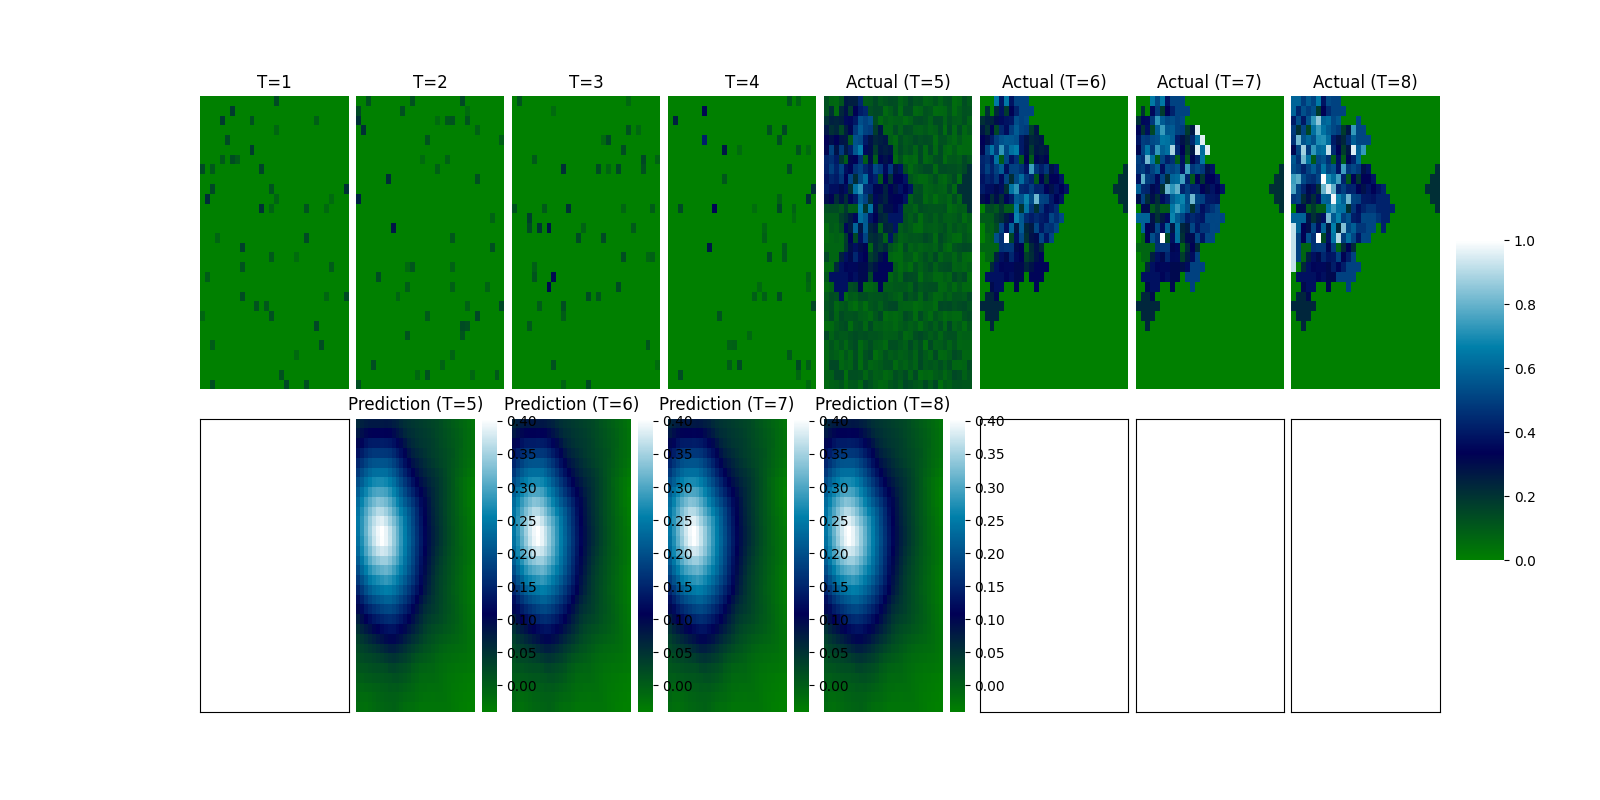 T=1 T=2 T=3 T=4 Actual (T=5) Actual (T=6) Actual (T=7) Actual (T=8)
1.0
0.8
0.6
0.4
0.2
0.0
Prediction (T=5) Prediction (T=6) Prediction (T=7) Prediction (T=8)
0.40 0.40 0.40 0.40
0.35 0.35 0.35 0.35
0.30 0.30 0.30 0.30
0.25 0.25 0.25 0.25
0.20 0.20 0.20 0.20
0.15 0.15 0.15 0.15
0.10 0.10 0.10 0.10
0.05 0.05 0.05 0.05
0.00 0.00 0.00 0.00